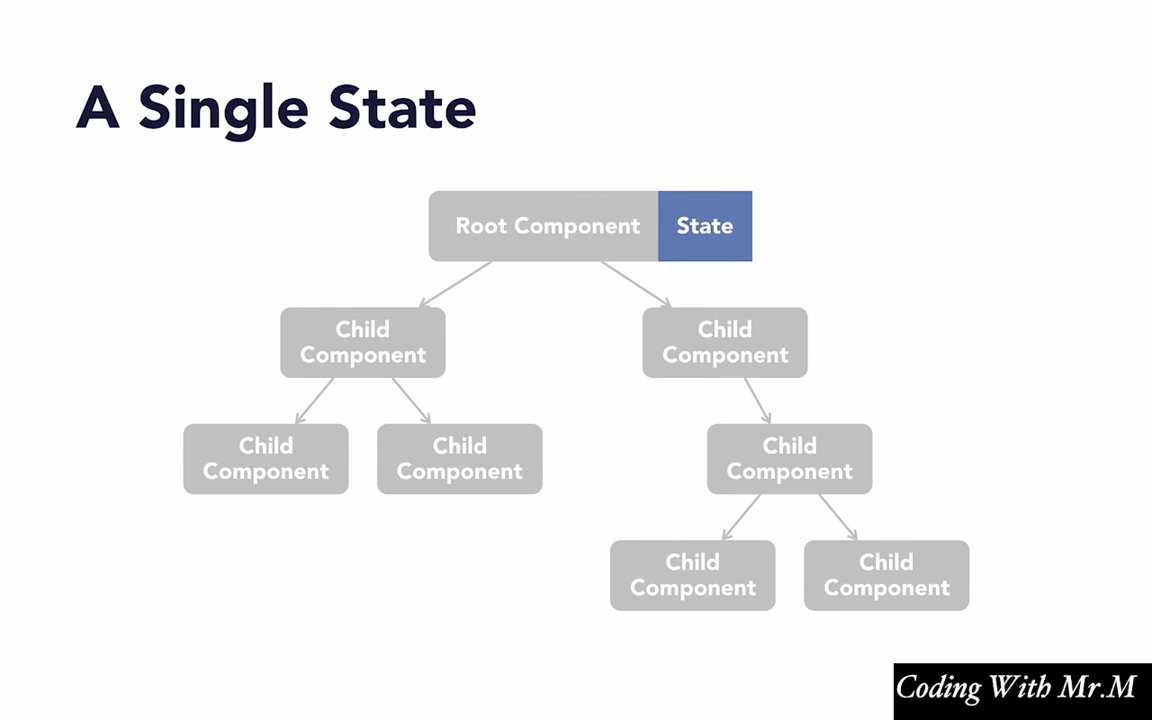 A Single State
Root Component
State
Child
Component
Child
Component
Child
Component
Child
Component
Child
Component
Child
Component
Child
Component
Coding With Mr.M